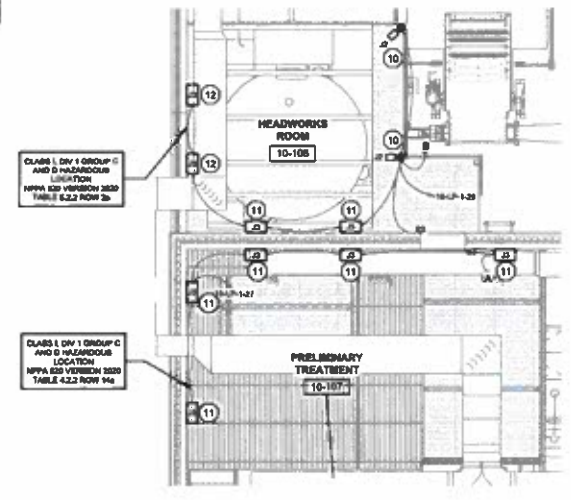 10
12
HEADWORKS
ROOM
10-106
10
12
CLASS I, DIV 1 GROUP C
AND D HAZARDOUS
LOCATION
NFPA 820 VERSION 2020
TABLE 5.2.2 ROW 2a
11
11
11
11
11
11
CLASS I, DIV 1 GROUP C
AND D HAZARDOUS
LOCATION
NFPA 820 VERSION 2020
TABLE 4.2.2 ROW 14a
PRELIMINARY
TREATMENT
10-107
11